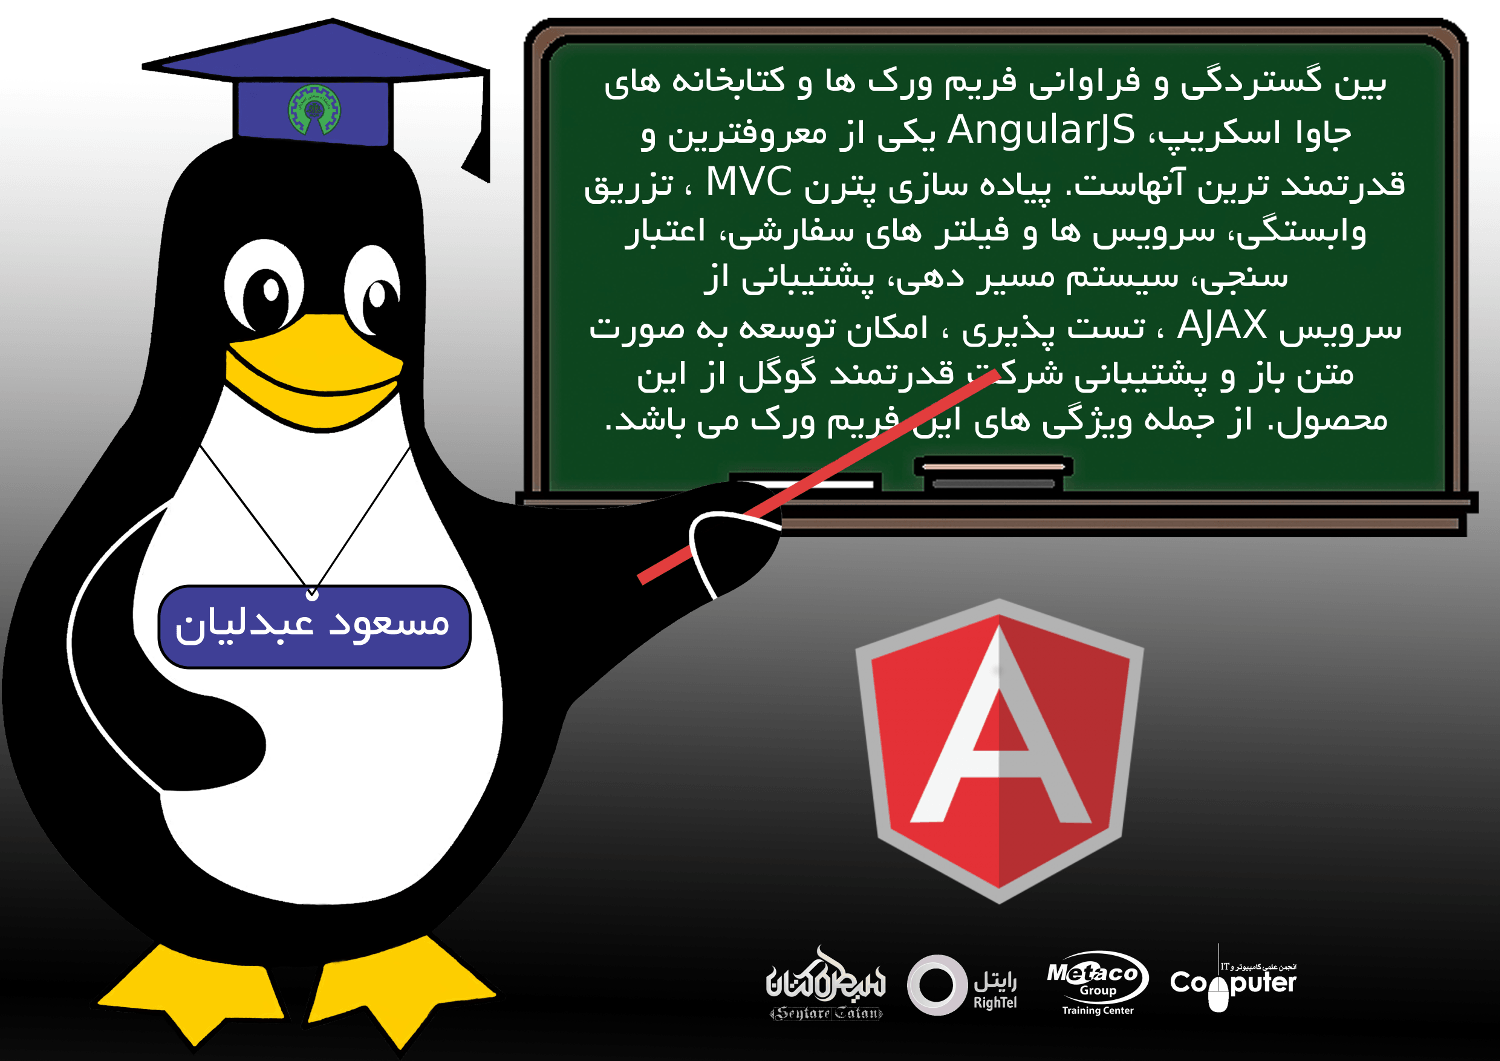 بین گستردگی و فراوانی فریم ورک ها و کتابخانه های
جاوا اسکریپ، AngularJS یکی از معروفترین و
قدرتمند ترین آنهاست. پیاده سازی پترن MVC ، تزریق
وابستگی، سرویس ها و فیلتر های سفارشی، اعتبار
سنجی، سیستم مسیر دهی، پشتیبانی از
سرویس AJAX ، تست پذیری ، امکان توسعه به صورت
متن باز و پشتیبانی شرکت قدرتمند گوگل از این
محصول. از جمله ویژگی های این فریم ورک می باشد.
مسعود عبدلیان
A
انجمن علمی کامپیوتر و IT
Computer
Metaco
Group
Training Center
رایتل
RighTel